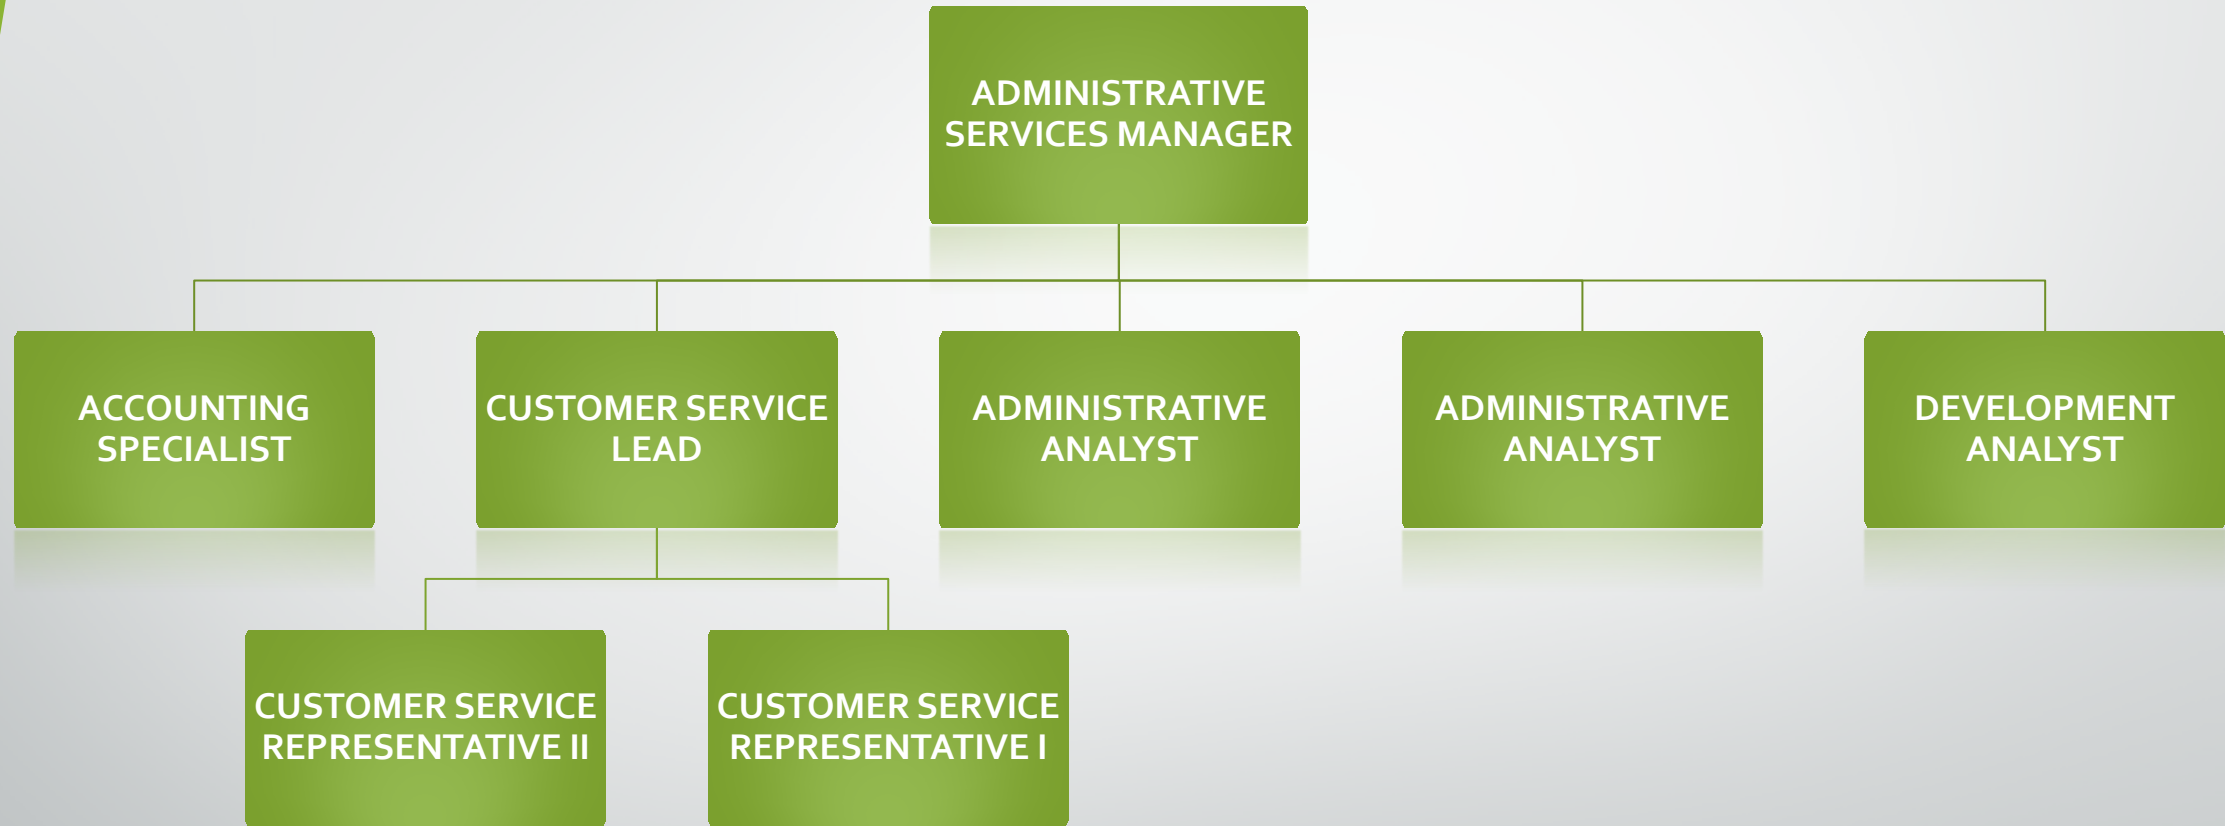 ADMINISTRATIVE
SERVICES MANAGER
ACCOUNTING
SPECIALIST
CUSTOMER SERVICE
LEAD
ADMINISTRATIVE
ANALYST
ADMINISTRATIVE
ANALYST
DEVELOPMENT
ANALYST
CUSTOMER SERVICE
REPRESENTATIVE II
CUSTOMER SERVICE
REPRESENTATIVE I